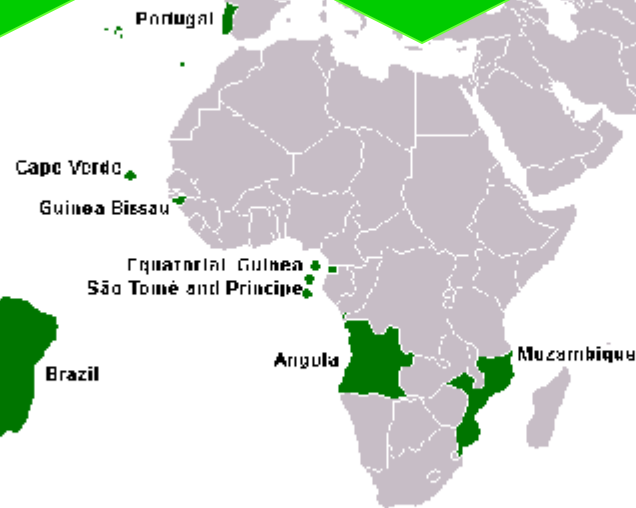 Portugal
Cape Verde
Guinea Bissau
Equatorial Guinea
São Tomé and Principe
Angola
Mozambique
Brazil